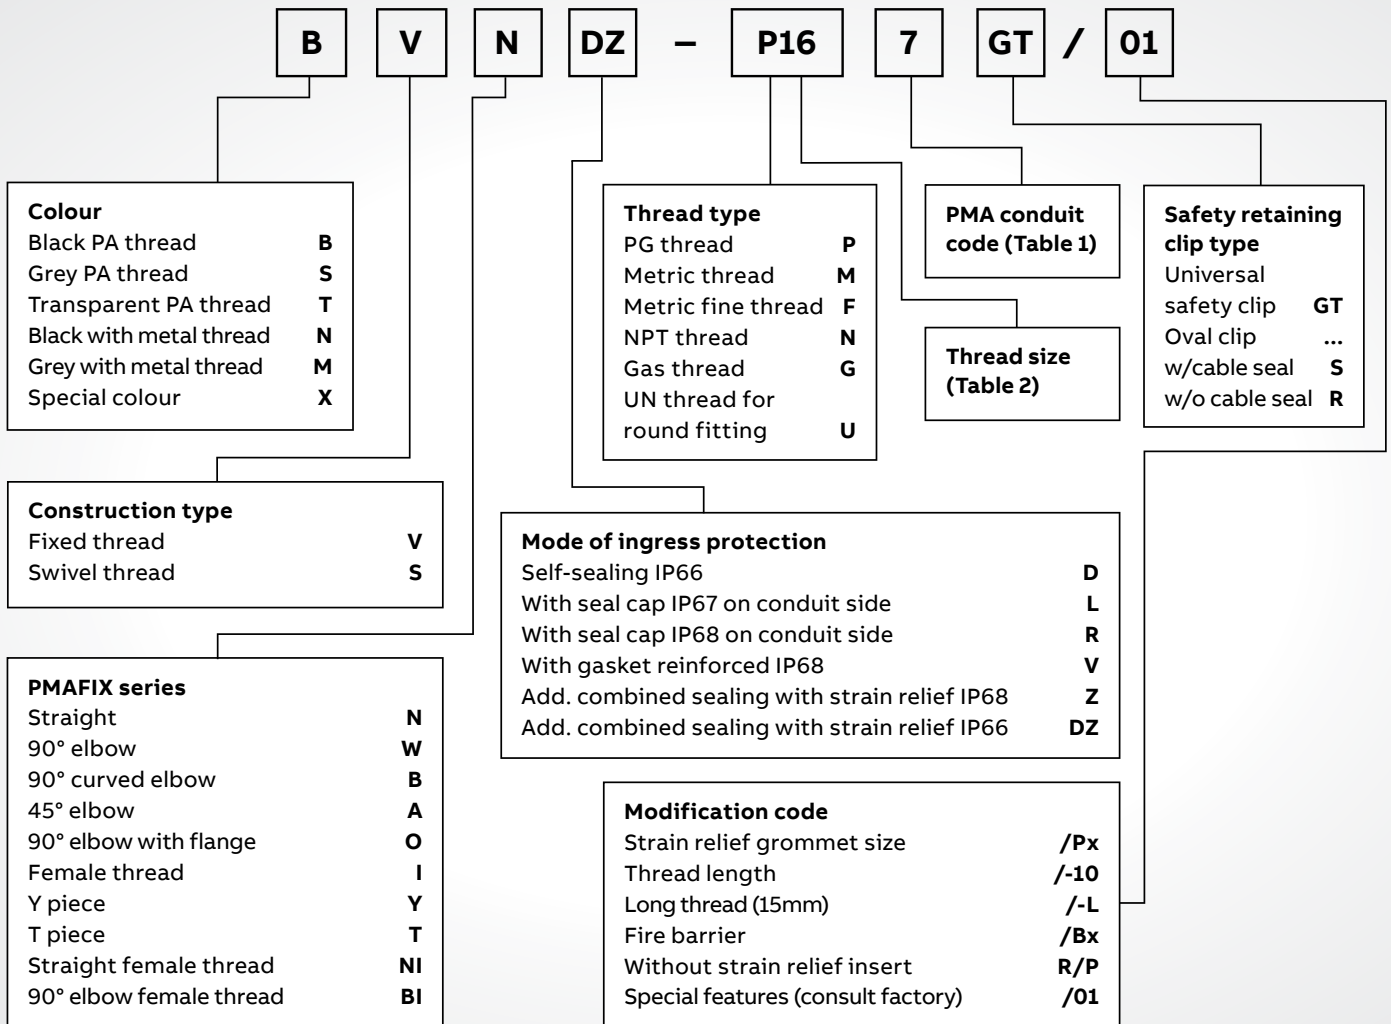 B V N DZ – P16 7 GT / 01
Colour
Black PA thread B
Grey PA thread S
Transparent PA thread T
Black with metal thread N
Grey with metal thread M
Special colour X
Construction type
Fixed thread V
Swivel thread S
PMAFIX series
Straight N
90° elbow W
90° curved elbow B
45° elbow A
90° elbow with flange O
Female thread I
Y piece Y
T piece T
Straight female thread NI
90° elbow female thread BI
Thread type
PG thread P
Metric thread M
Metric fine thread F
NPT thread N
Gas thread G
UN thread for
round fitting U
PMA conduit
code (Table 1)
Thread size
(Table 2)
Safety retaining
clip type
Universal
safety clip GT
Oval clip ...
w/cable seal S
w/o cable seal R
Mode of ingress protection
Self-sealing IP66 D
With seal cap IP67 on conduit side L
With seal cap IP68 on conduit side R
With gasket reinforced IP68 V
Add. combined sealing with strain relief IP68 Z
Add. combined sealing with strain relief IP66 DZ
Modification code
Strain relief grommet size /Px
Thread length /-10
Long thread (15mm) /-L
Fire barrier /Bx
Without strain relief insert R/P
Special features (consult factory) /01